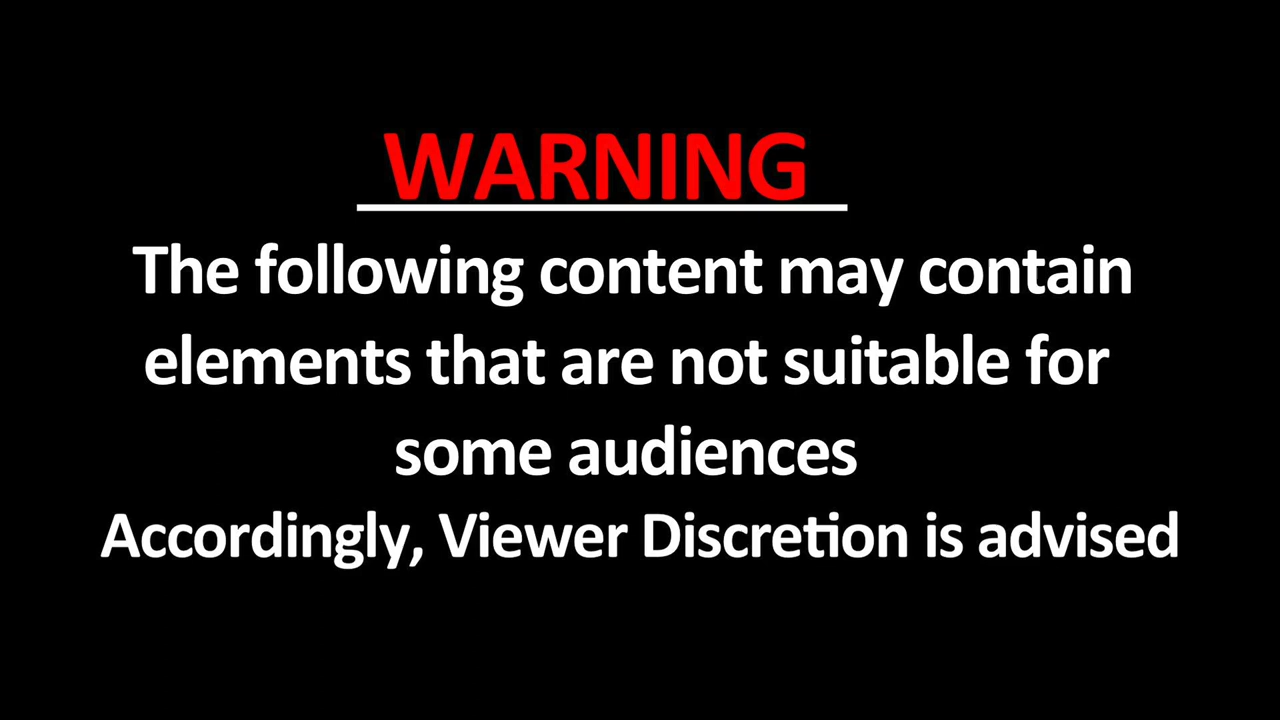 WARNING
The following content may contain
elements that are not suitable for
some audiences
Accordingly, Viewer Discretion is advised